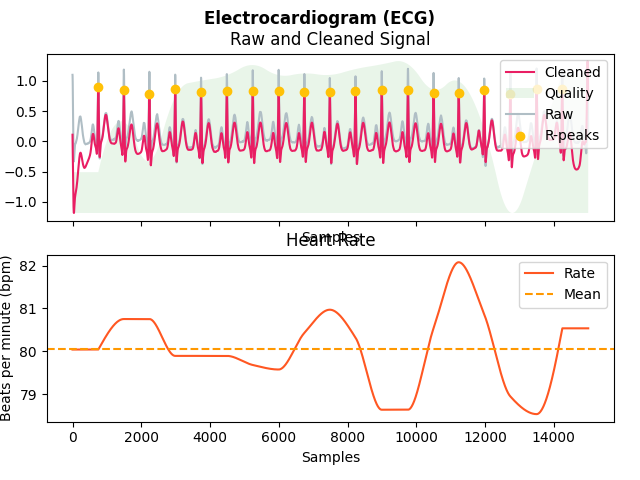 Electrocardiogram (ECG)
Raw and Cleaned Signal
Cleaned
Quality
Raw
R-peaks
1.0
0.5
0.0
−0.5
−1.0
Samples
Heart Rate
Rate
Mean
Beats per minute (bpm)
82
81
80
79
0 2000 4000 6000 8000 10000 12000 14000
Samples